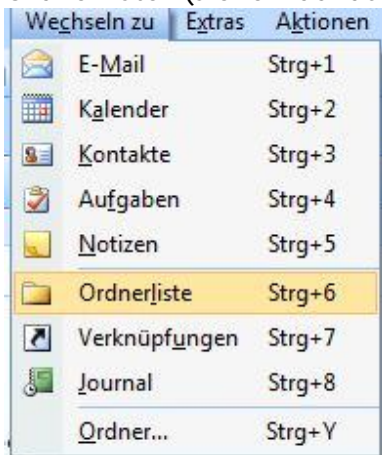 Wechseln zu Extras Aktionen
E-Mail Strg+1
Kalender Strg+2
Kontakte Strg+3
Aufgaben Strg+4
Notizen Strg+5
Ordnerliste Strg+6
Verknüpfungen Strg+7
Journal Strg+8
Ordner... Strg+Y